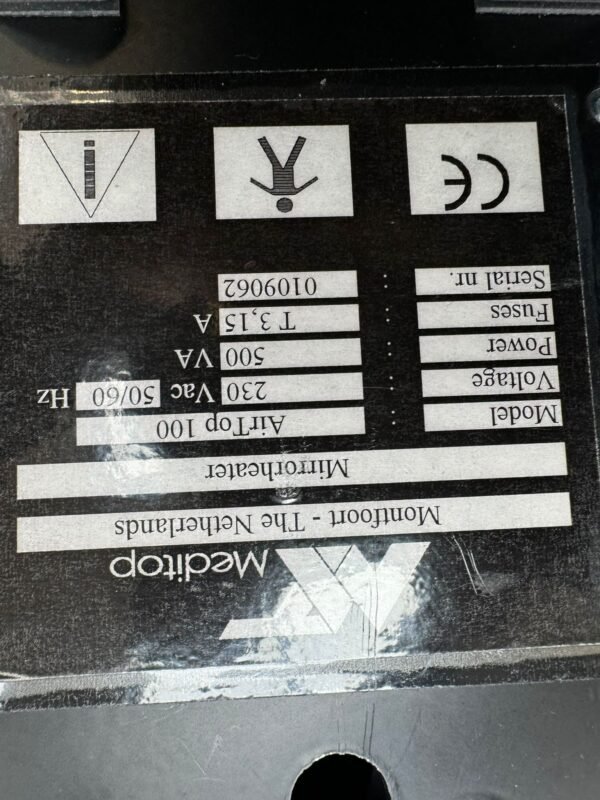 Meditop
Montfoort - The Netherlands
Mirrorheater
Model : AirTop 100
Voltage : 230 Vac 50/60 Hz
Power : 500 VA
Fuses : T 3,15 A
Serial nr. : 0109062
CE
i